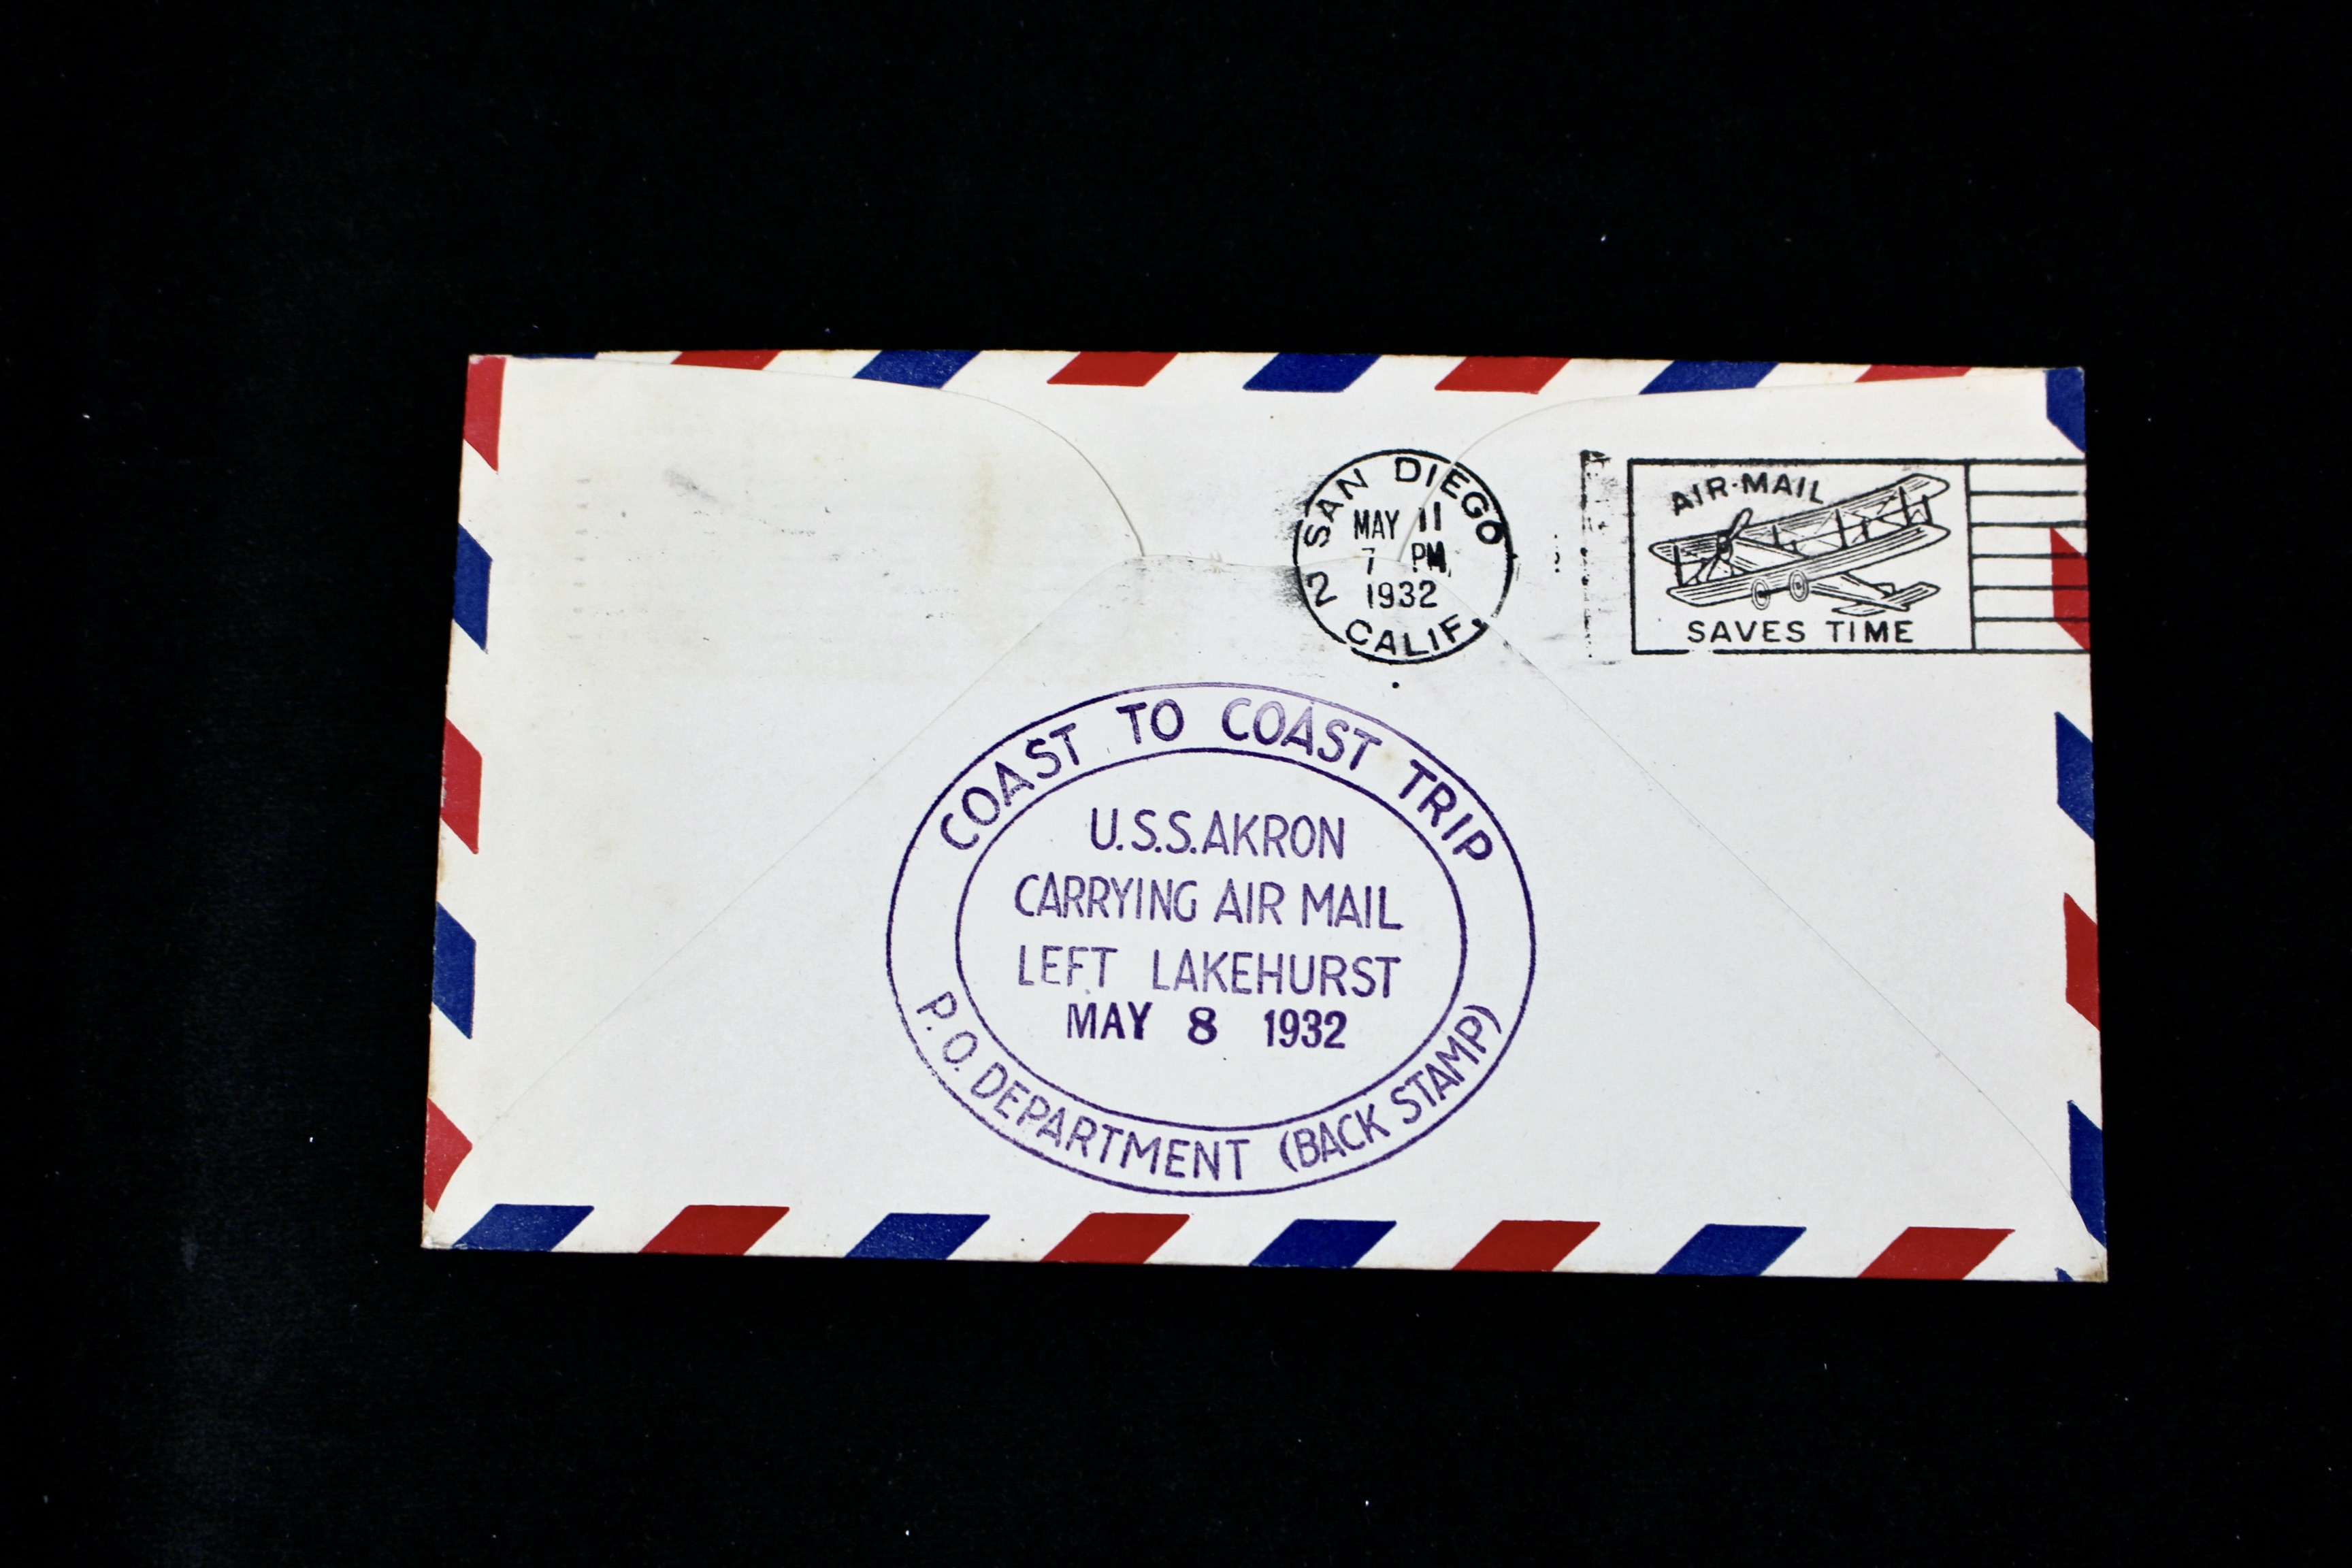 SAN DIEGO
MAY 11
7 PM
1932
2
CALIF.
AIR-MAIL
SAVES TIME
COAST TO COAST TRIP
U.S.S.AKRON
CARRYING AIR MAIL
LEFT LAKEHURST
MAY 8 1932
P.O. DEPARTMENT (BACK STAMP)